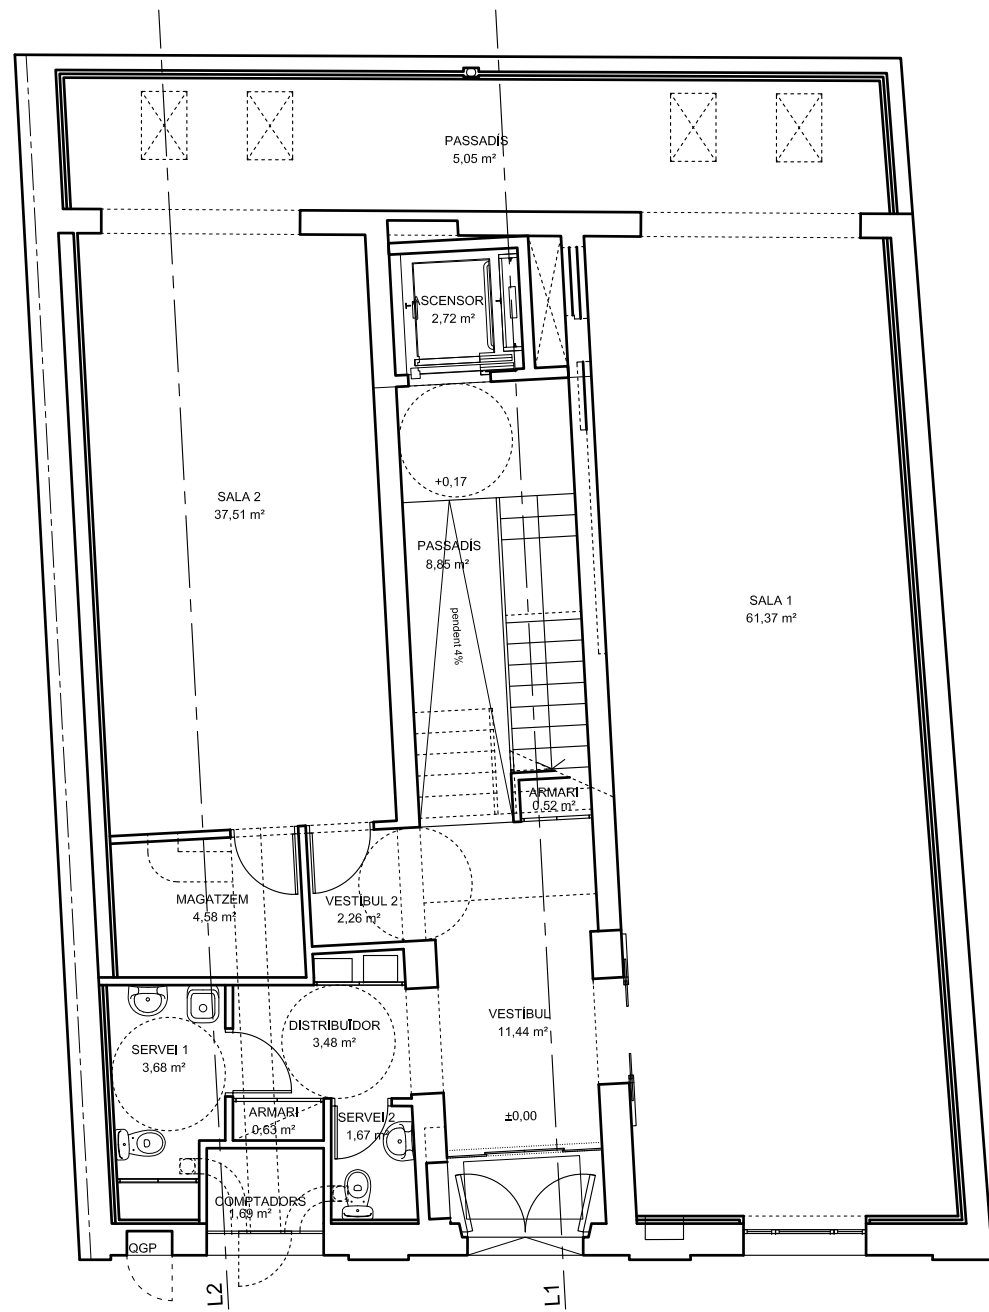 PASSADÍS
5,05 m²
ASCENSOR
2,72 m²
SALA 2
37,51 m²
+0,17
PASSADÍS
8,85 m²
pendent 4%
SALA 1
61,37 m²
ARMARI
0,52 m²
MAGATZEM
4,58 m²
VESTÍBUL 2
2,26 m²
VESTÍBUL
11,44 m²
DISTRIBUÏDOR
3,48 m²
SERVEI 1
3,68 m²
ARMARI
0,63 m²
SERVEI 2
1,67 m²
±0,00
COMPTADORS
1,69 m²
QGP
L2
L1